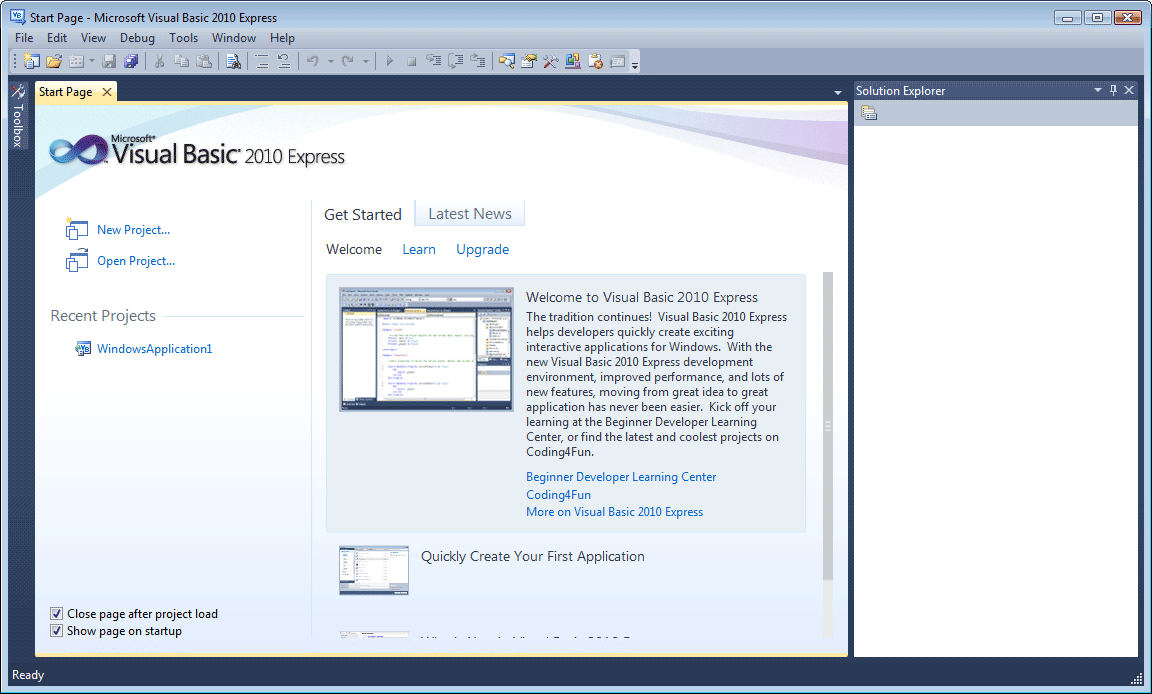 Start Page - Microsoft Visual Basic 2010 Express
File Edit View Debug Tools Window Help
Toolbox
Start Page
Solution Explorer
Microsoft®
Visual Basic® 2010 Express
New Project...
Open Project...
Recent Projects
WindowsApplication1
Get Started
Latest News
Welcome Learn Upgrade
Welcome to Visual Basic 2010 Express
The tradition continues! Visual Basic 2010 Express
helps developers quickly create exciting
interactive applications for Windows. With the
new Visual Basic 2010 Express development
environment, improved performance, and lots of
new features, moving from great idea to great
application has never been easier. Kick off your
learning at the Beginner Developer Learning
Center, or find the latest and coolest projects on
Coding4Fun.
Beginner Developer Learning Center
Coding4Fun
More on Visual Basic 2010 Express
Quickly Create Your First Application
Close page after project load
Show page on startup
Ready